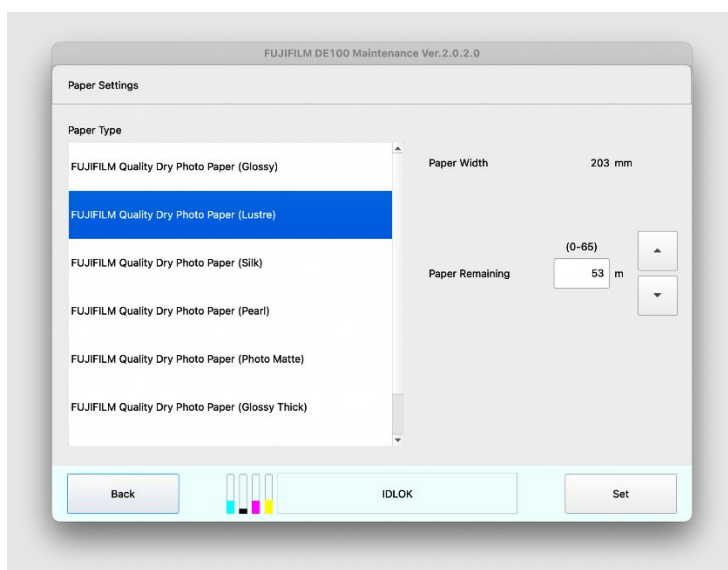 FUJIFILM DE100 Maintenance Ver.2.0.2.0
Paper Settings
Paper Type
FUJIFILM Quality Dry Photo Paper (Glossy)
FUJIFILM Quality Dry Photo Paper (Lustre)
FUJIFILM Quality Dry Photo Paper (Silk)
FUJIFILM Quality Dry Photo Paper (Pearl)
FUJIFILM Quality Dry Photo Paper (Photo Matte)
FUJIFILM Quality Dry Photo Paper (Glossy Thick)
Paper Width 203 mm
(0-65)
Paper Remaining 53 m
Back IDLOK Set